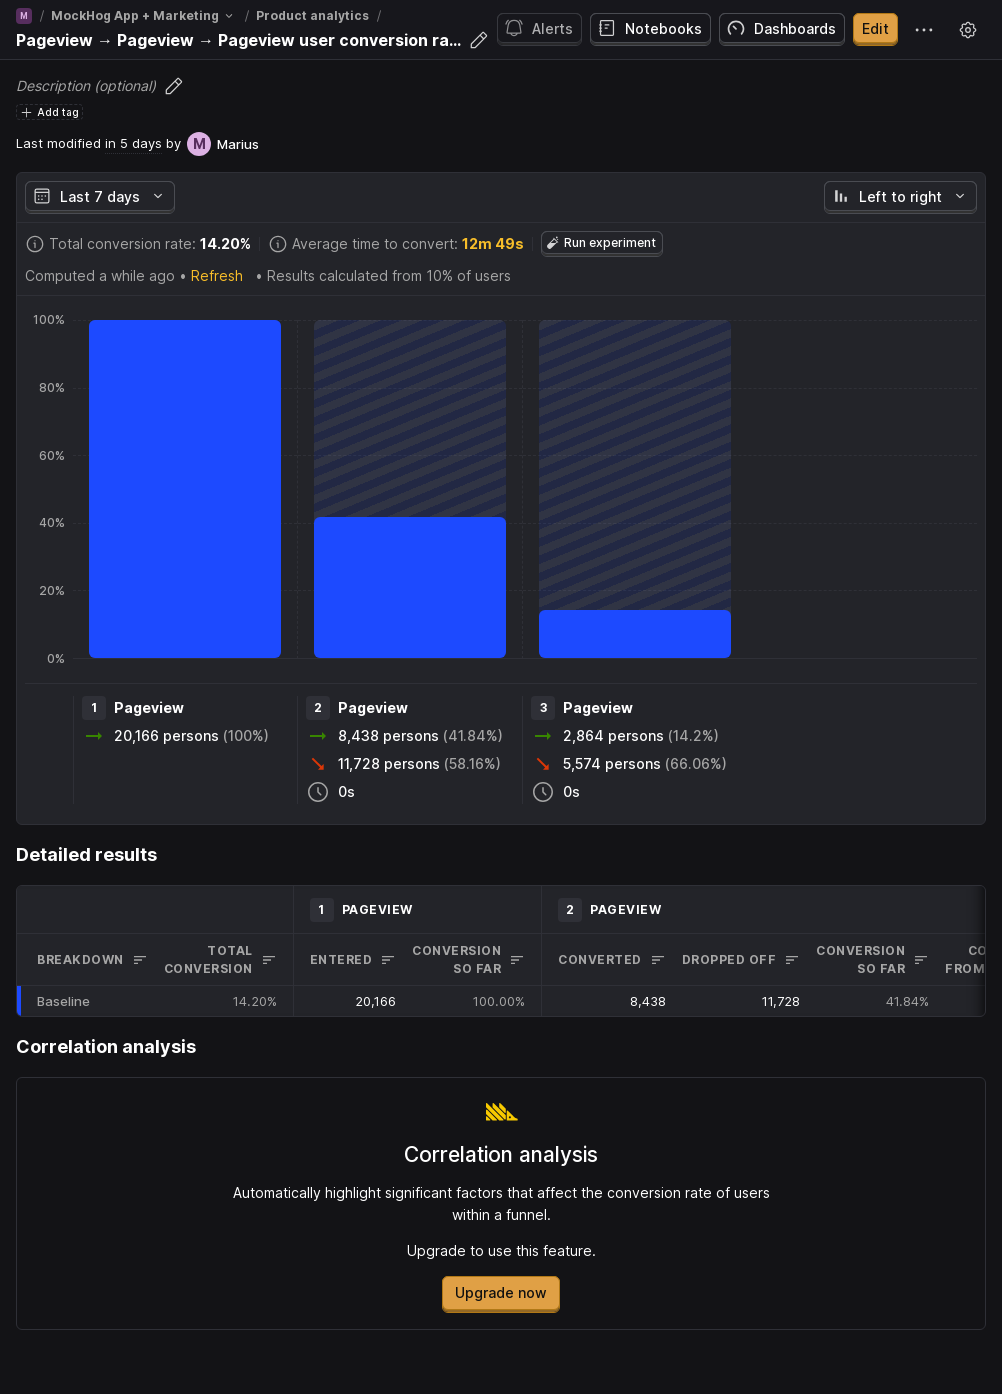 M / MockHog App + Marketing / Product analytics /
Pageview → Pageview → Pageview user conversion ra...
Alerts
Notebooks
Dashboards
Edit
Description (optional)
Add tag
Last modified in 5 days by M Marius
Last 7 days
Left to right
Total conversion rate: 14.20%
Average time to convert: 12m 49s
Run experiment
Computed a while ago • Refresh • Results calculated from 10% of users
100%
80%
60%
40%
20%
0%
1 Pageview
20,166 persons (100%)
2 Pageview
8,438 persons (41.84%)
11,728 persons (58.16%)
0s
3 Pageview
2,864 persons (14.2%)
5,574 persons (66.06%)
0s
Detailed results
1 PAGEVIEW
2 PAGEVIEW
BREAKDOWN
TOTAL
CONVERSION
ENTERED
CONVERSION
SO FAR
CONVERTED
DROPPED OFF
CONVERSION
SO FAR
CO
FROM
Baseline 14.20% 20,166 100.00% 8,438 11,728 41.84%
Correlation analysis
Correlation analysis
Automatically highlight significant factors that affect the conversion rate of users
within a funnel.
Upgrade to use this feature.
Upgrade now